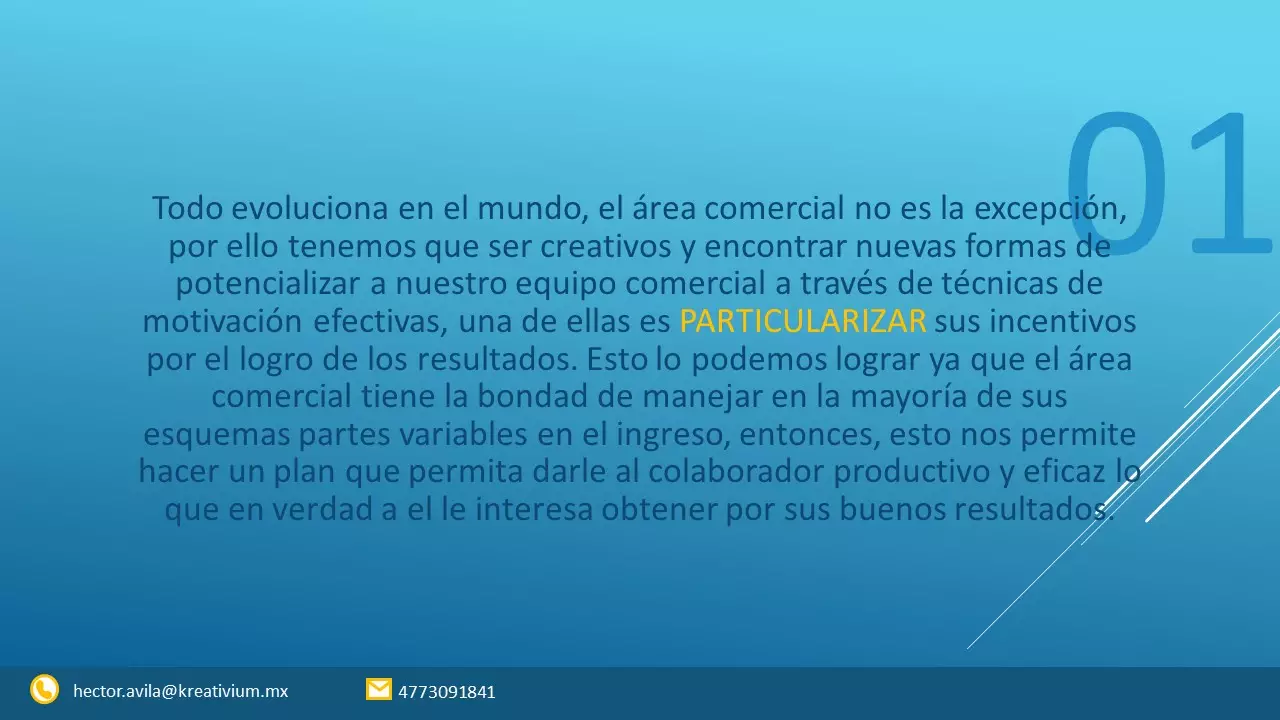 01
Todo evoluciona en el mundo, el área comercial no es la excepción,
por ello tenemos que ser creativos y encontrar nuevas formas de
potencializar a nuestro equipo comercial a través de técnicas de
motivación efectivas, una de ellas es PARTICULARIZAR sus incentivos
por el logro de los resultados. Esto lo podemos lograr ya que el área
comercial tiene la bondad de manejar en la mayoría de sus
esquemas partes variables en el ingreso, entonces, esto nos permite
hacer un plan que permita darle al colaborador productivo y eficaz lo
que en verdad a el le interesa obtener por sus buenos resultados.
hector.avila@kreativium.mx 4773091841